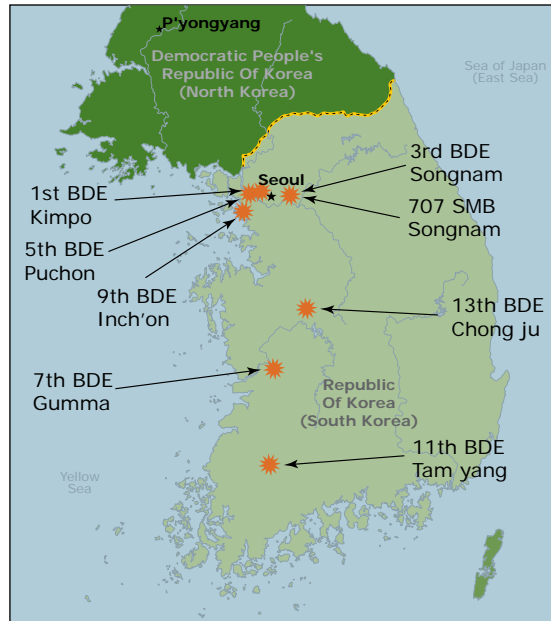 P'yongyang
Democratic People's
Republic Of Korea
(North Korea)
Sea of Japan
(East Sea)
Seoul
3rd BDE
Songnam
1st BDE
Kimpo
707 SMB
Songnam
5th BDE
Puchon
9th BDE
Inch'on
13th BDE
Chong ju
7th BDE
Gumma
Republic
Of Korea
(South Korea)
11th BDE
Tam yang
Yellow
Sea